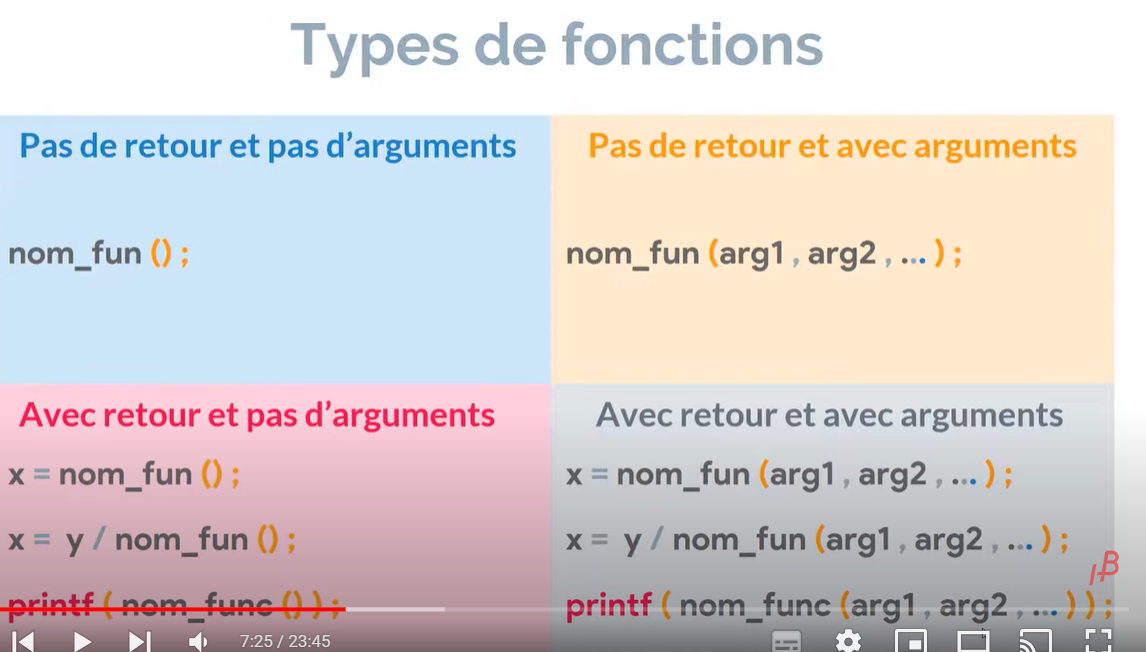 Types de fonctions
Pas de retour et pas d’arguments
nom_fun () ;
Pas de retour et avec arguments
nom_fun (arg1 , arg2 , ... ) ;
Avec retour et pas d’arguments
x = nom_fun () ;
x = y / nom_fun () ;
printf ( nom_func () ) ;
Avec retour et avec arguments
x = nom_fun (arg1 , arg2 , ... ) ;
x = y / nom_fun (arg1 , arg2 , ... ) ;
printf ( nom_func (arg1 , arg2 , ... ) ) ;
7:25 / 23:45